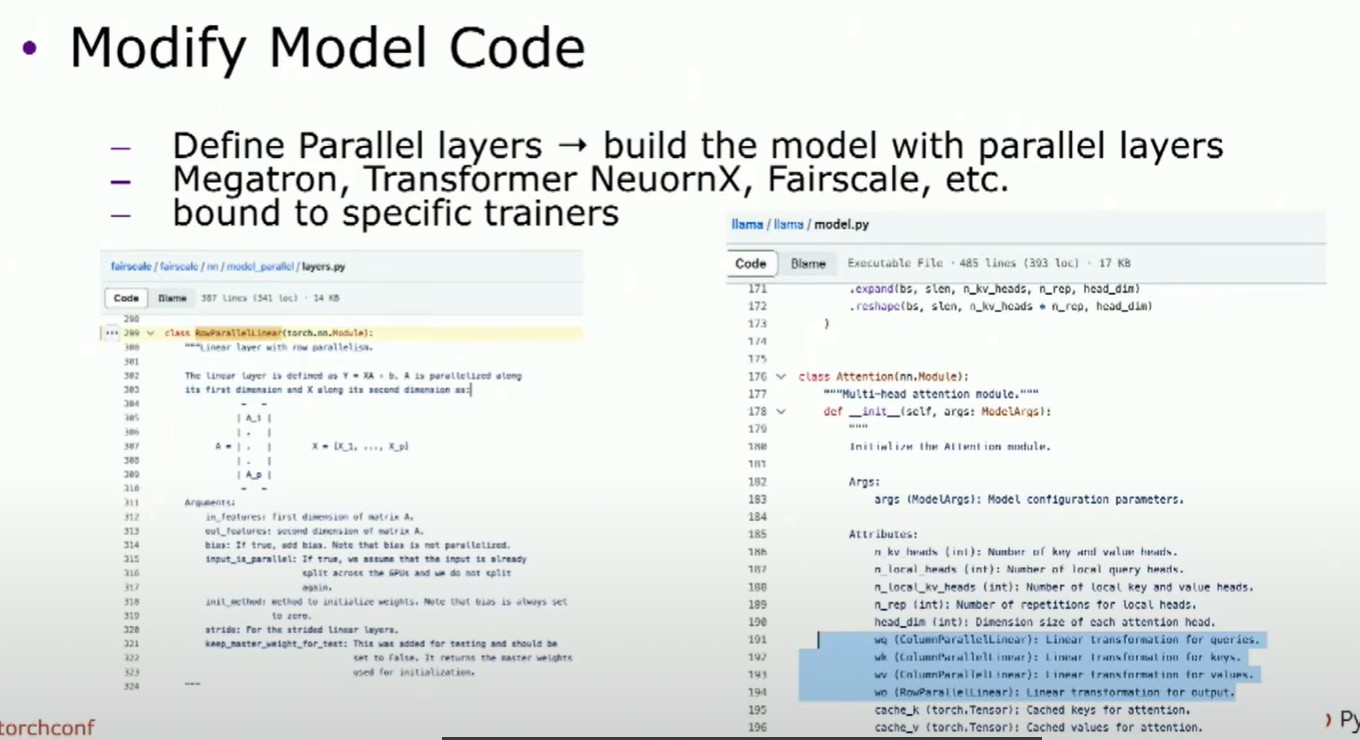 • Modify Model Code
– Define Parallel layers → build the model with parallel layers
– Megatron, Transformer NeuornX, Fairscale, etc.
– bound to specific trainers
fairscale / fairscale / nn / model_parallel / layers.py
Code Blame 387 lines (341 loc) · 14 KB
298
299 class RowParallelLinear(torch.nn.Module):
300 """Linear layer with row parallelism.
301
302 The linear layer is defined as Y = XA + b. A is parallelized along
303 its first dimension and X along its second dimension as:
304 - -
305 | A_1 |
306 | . |
307 A = | . | X = [X_1, ..., X_p]
308 | . |
309 | A_p |
310 - -
311 Arguments:
312 in_features: first dimension of matrix A.
313 out_features: second dimension of matrix A.
314 bias: If true, add bias. Note that bias is not parallelized.
315 input_is_parallel: If true, we assume that the input is already
316 split across the GPUs and we do not split
317 again.
318 init_method: method to initialize weights. Note that bias is always set
319 to zero.
320 stride: For the strided linear layers.
321 keep_master_weight_for_test: This was added for testing and should be
322 set to False. It returns the master weights
323 used for initialization.
324 """
llama / llama / model.py
Code Blame Executable File · 485 lines (393 loc) · 17 KB
171 .expand(bs, slen, n_kv_heads, n_rep, head_dim)
172 .reshape(bs, slen, n_kv_heads * n_rep, head_dim)
173 )
174
175
176 class Attention(nn.Module):
177 """Multi-head attention module."""
178 def __init__(self, args: ModelArgs):
179 """
180 Initialize the Attention module.
181
182 Args:
183 args (ModelArgs): Model configuration parameters.
184
185 Attributes:
186 n_kv_heads (int): Number of key and value heads.
187 n_local_heads (int): Number of local query heads.
188 n_local_kv_heads (int): Number of local key and value heads.
189 n_rep (int): Number of repetitions for local heads.
190 head_dim (int): Dimension size of each attention head.
191 wq (ColumnParallelLinear): Linear transformation for queries.
192 wk (ColumnParallelLinear): Linear transformation for keys.
193 wv (ColumnParallelLinear): Linear transformation for values.
194 wo (RowParallelLinear): Linear transformation for output.
195 cache_k (torch.Tensor): Cached keys for attention.
196 cache_v (torch.Tensor): Cached values for attention.
torchconf
Py